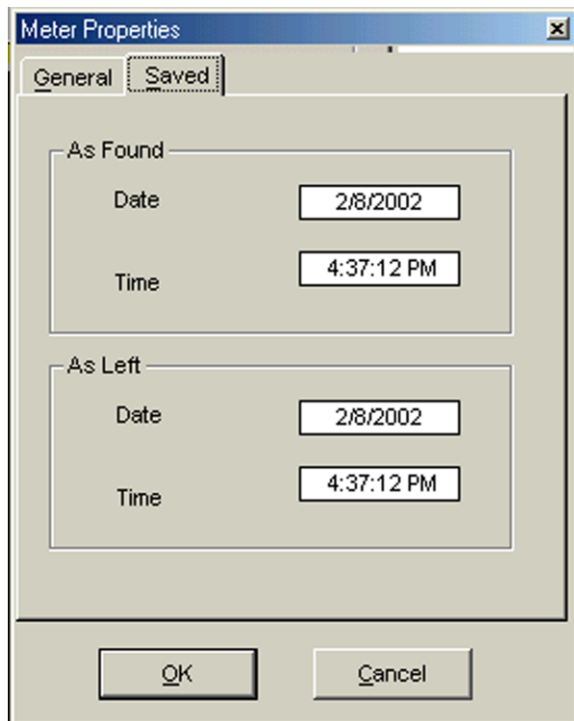 Meter Properties
General Saved
As Found
Date 2/8/2002
Time 4:37:12 PM
As Left
Date 2/8/2002
Time 4:37:12 PM
OK Cancel